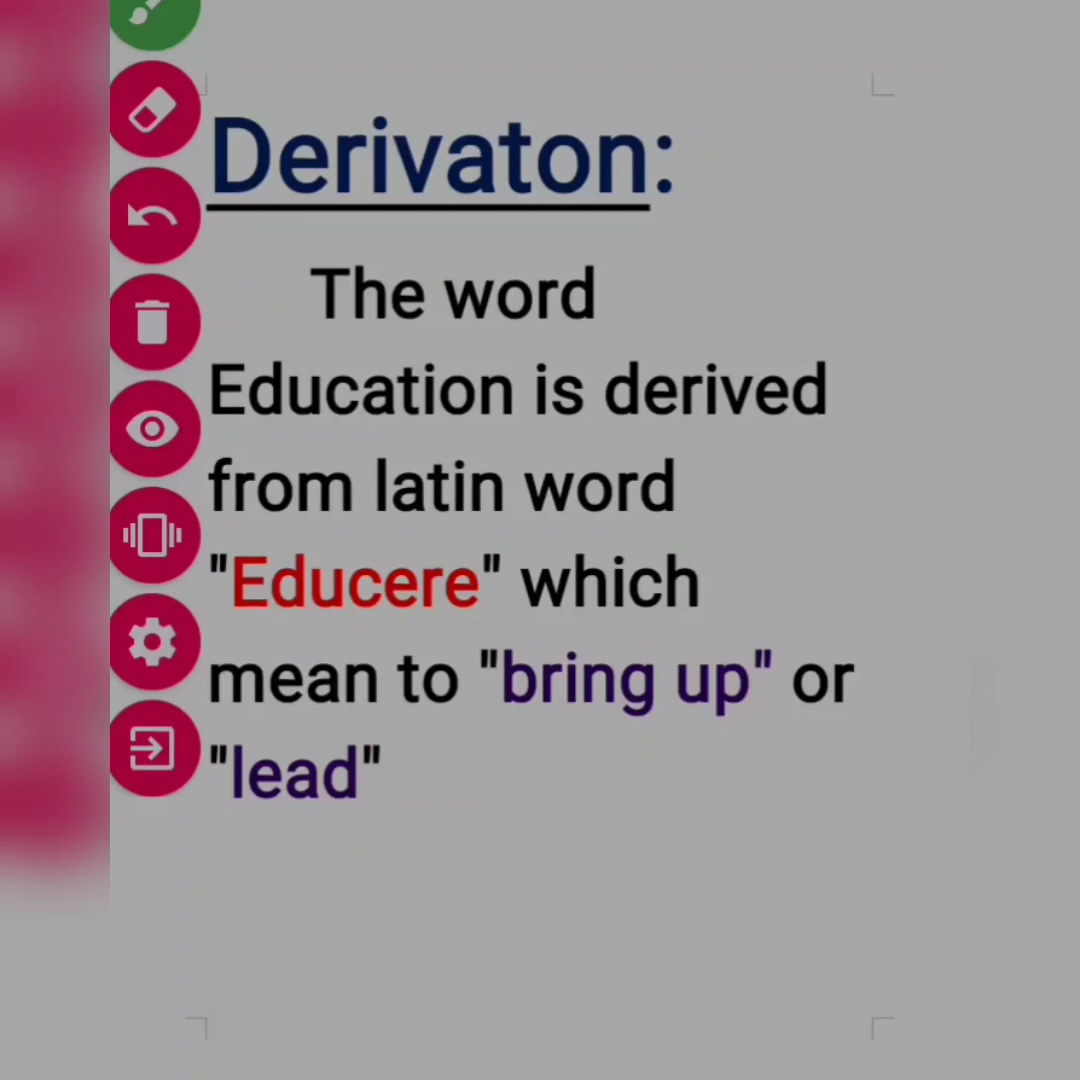 Derivaton:
The word
Education is derived
from latin word
"Educere" which
mean to "bring up" or
"lead"